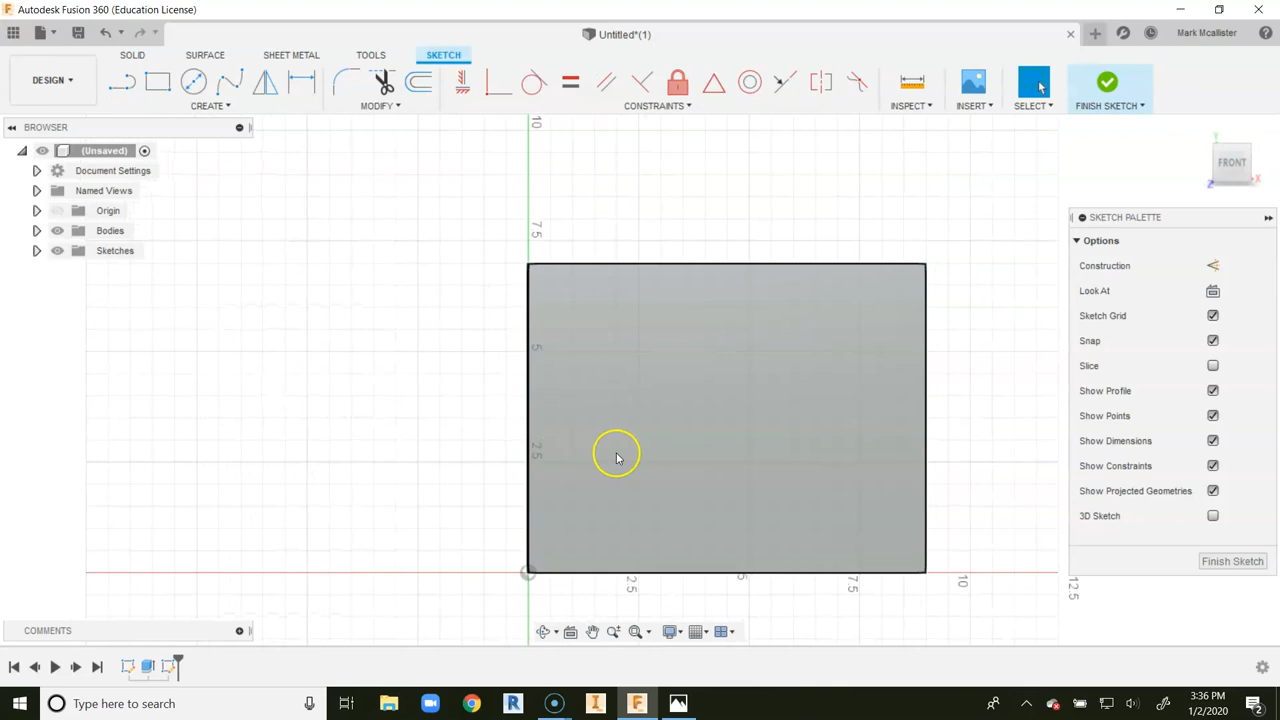 Autodesk Fusion 360 (Education License)
Untitled*(1)
Mark Mcalister
SOLID SURFACE SHEET METAL TOOLS SKETCH
DESIGN
CREATE MODIFY CONSTRAINTS INSPECT INSERT SELECT FINISH SKETCH
BROWSER
(Unsaved)
Document Settings
Named Views
Origin
Bodies
Sketches
10
7.5
5
2.5
2.5
5
7.5
10
12.5
FRONT
Y
Z
X
SKETCH PALETTE
Options
Construction
Look At
Sketch Grid
Snap
Slice
Show Profile
Show Points
Show Dimensions
Show Constraints
Show Projected Geometries
3D Sketch
Finish Sketch
COMMENTS
Type here to search
R
I
F
3:36 PM
1/2/2020
2